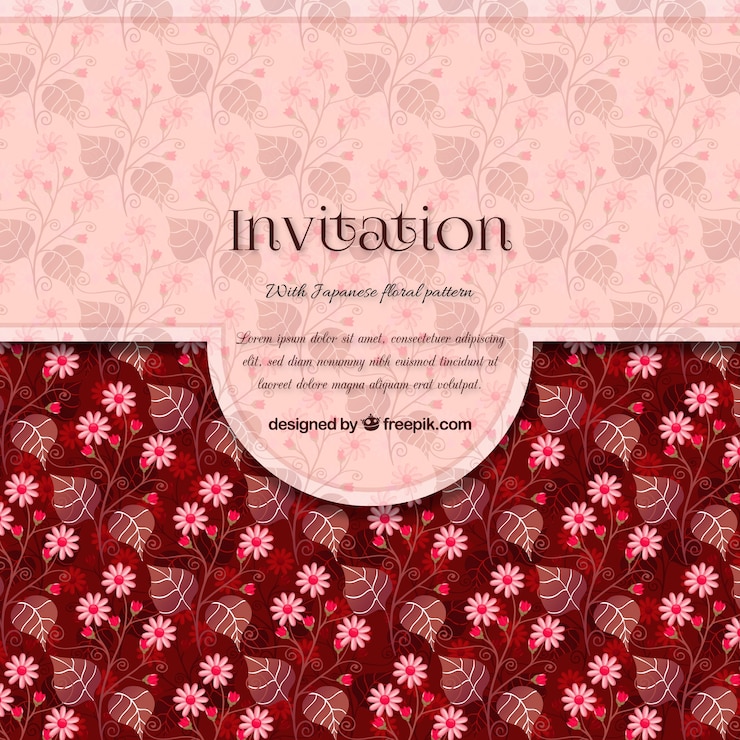 Invitation
With Japanese floral pattern
Lorem ipsum dolor sit amet, consectetuer adipiscing
elit, sed diam nonummy nibh euismod tincidunt ut
laoreet dolore magna aliquam erat volutpat.
designed by freepik.com